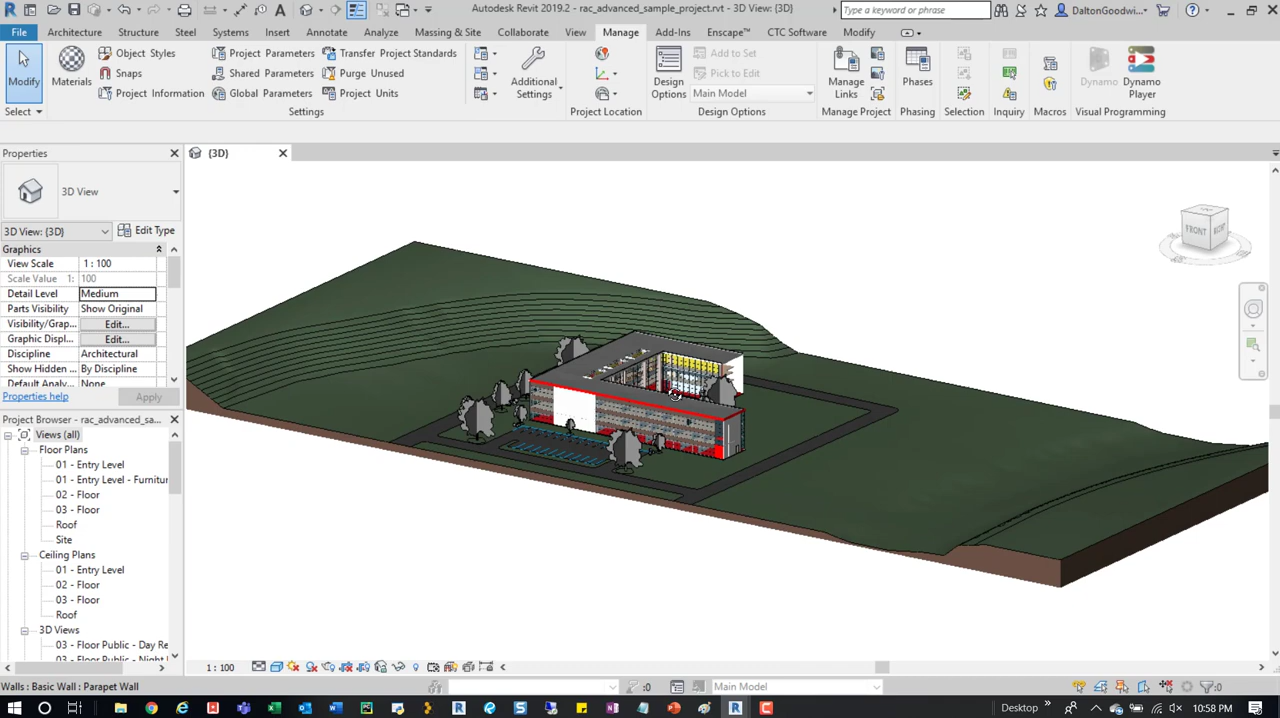 Autodesk Revit 2019.2 - rac_advanced_sample_project.rvt - 3D View: {3D}
Type a keyword or phrase
DaltonGoodwi...
File Architecture Structure Steel Systems Insert Annotate Analyze Massing & Site Collaborate View Manage Add-Ins Enscape™ CTC Software Modify
Modify
Materials
Object Styles
Snaps
Project Information
Project Parameters
Shared Parameters
Global Parameters
Transfer Project Standards
Purge Unused
Project Units
Additional
Settings
Design
Options
Add to Set
Pick to Edit
Main Model
Manage
Links
Phases
Dynamo
Dynamo
Player
Select Settings Project Location Design Options Manage Project Phasing Selection Inquiry Macros Visual Programming
Properties
{3D}
3D View
3D View: {3D}
Edit Type
Graphics
View Scale 1 : 100
Scale Value 1: 100
Detail Level Medium
Parts Visibility Show Original
Visibility/Grap... Edit...
Graphic Displ... Edit...
Discipline Architectural
Show Hidden ... By Discipline
Default Analy... None
Properties help
Apply
Project Browser - rac_advanced_sa...
Views (all)
Floor Plans
01 - Entry Level
01 - Entry Level - Furnitur
02 - Floor
03 - Floor
Roof
Site
Ceiling Plans
01 - Entry Level
02 - Floor
03 - Floor
Roof
3D Views
03 - Floor Public - Day Re
03 - Floor Public - Night
FRONT
1 : 100
Walls : Basic Wall : Parapet Wall
:0
Main Model
:0
Desktop
10:58 PM